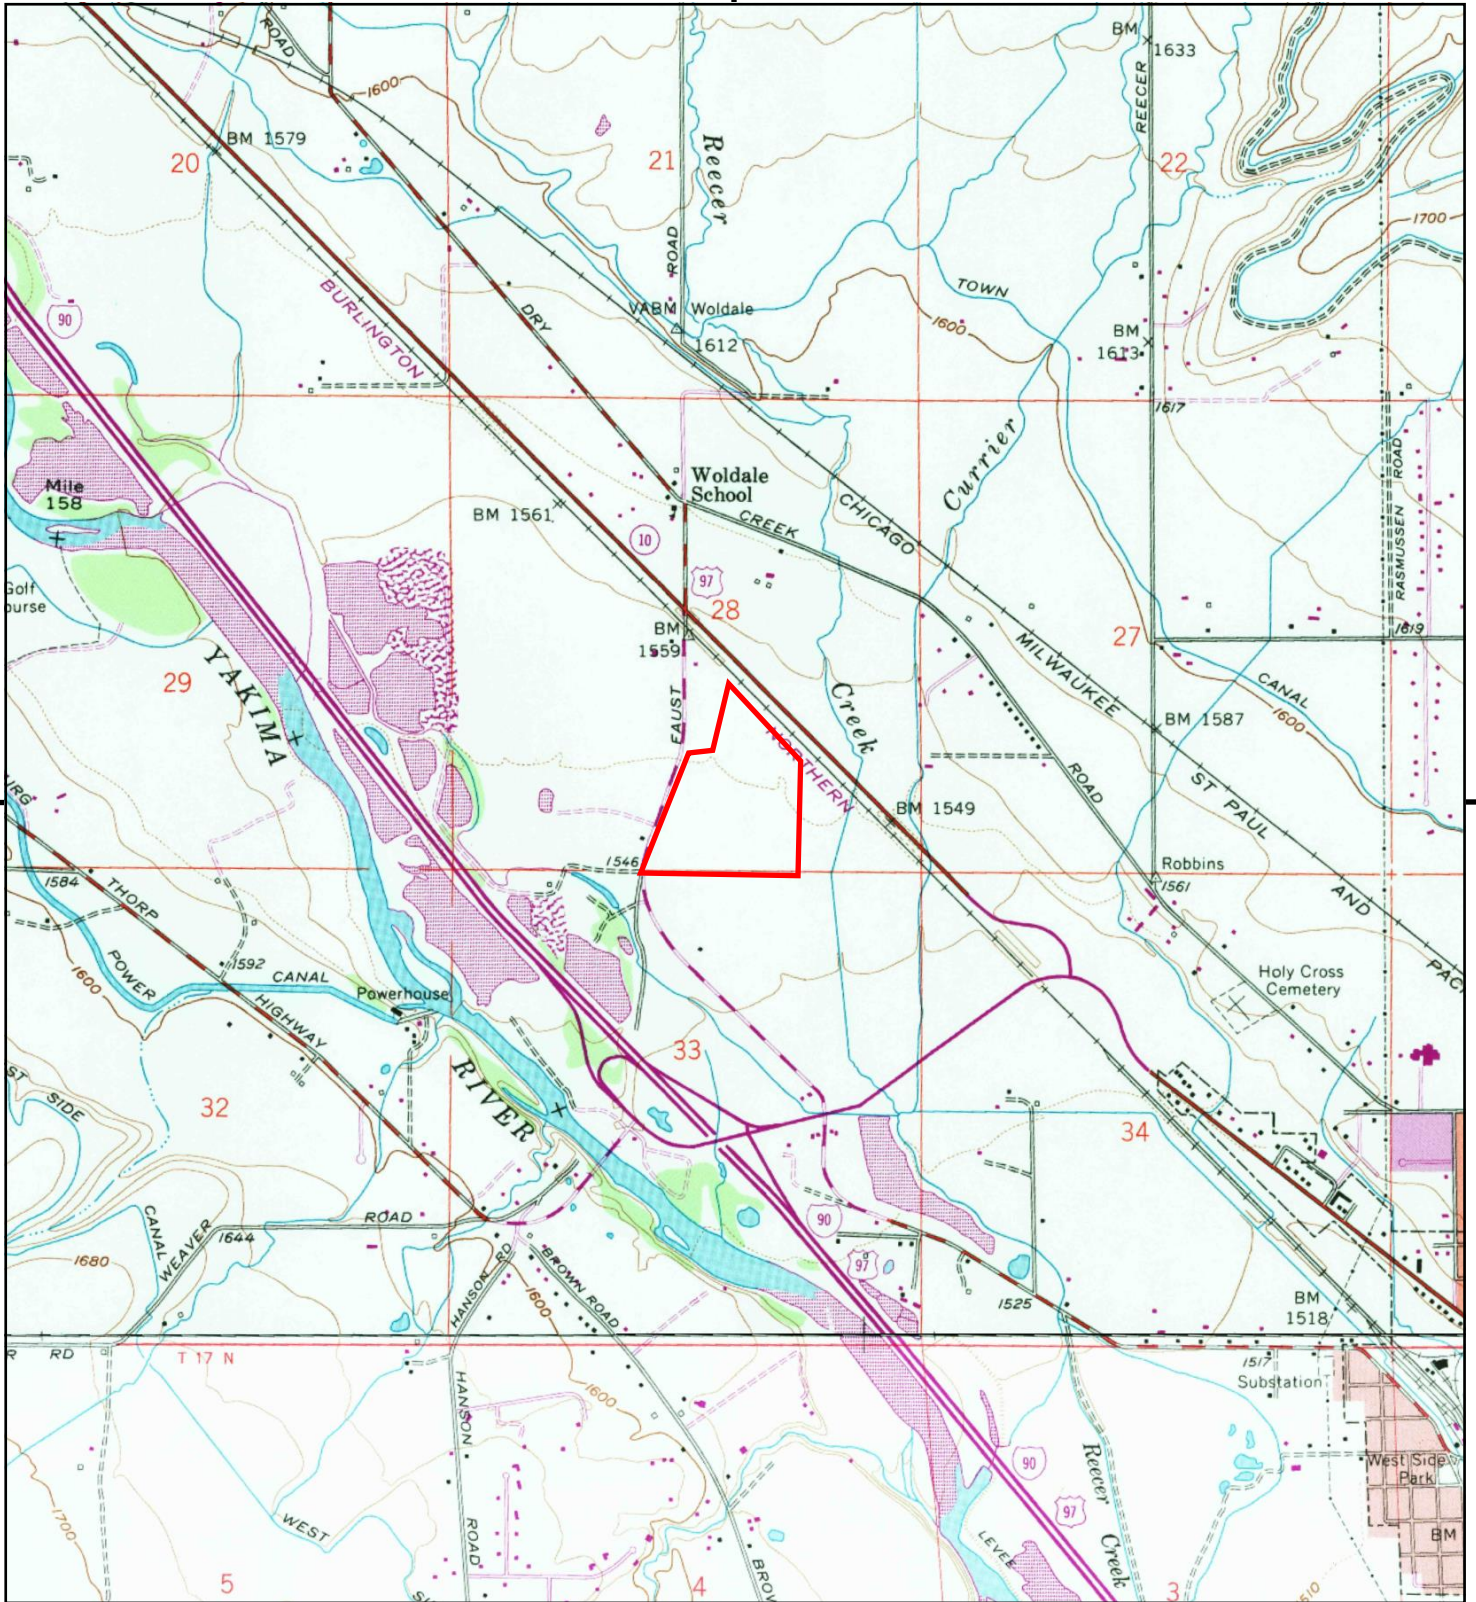 ROAD
1600
BM 1579
20
21
Reecer
ROAD
BM
1633
REECER
22
1700
90
BURLINGTON
DRY
VABM Woldale
1612
TOWN
1600
BM
1613
1617
Mile
158
Golf
ourse
Woldale
School
BM 1561
10
CREEK
CHICAGO
Currier
RASMUSSEN ROAD
97
28
BM
1559
27
1619
MILWAUKEE
CANAL
1600
29
YAKIMA
FAUST
NORTHERN
Creek
BM 1587
ROAD
ST PAUL
BM 1549
URG
1584
THORP
1546
Robbins
1561
AND
PACI
1592
POWER
CANAL
1600
HIGHWAY
Powerhouse
Holy Cross
Cemetery
33
RIVER
ST
SIDE
32
34
CANAL
WEAVER
ROAD
1644
1680
HANSON RD
BROWN ROAD
1600
90
97
1525
BM
1518
R RD
T 17 N
1517
Substation
HANSON
ROAD
1600
90
97
Reecer
Creek
West Side
Park
BM
1700
WEST
LEVEE
5
4
BROW
3
1510